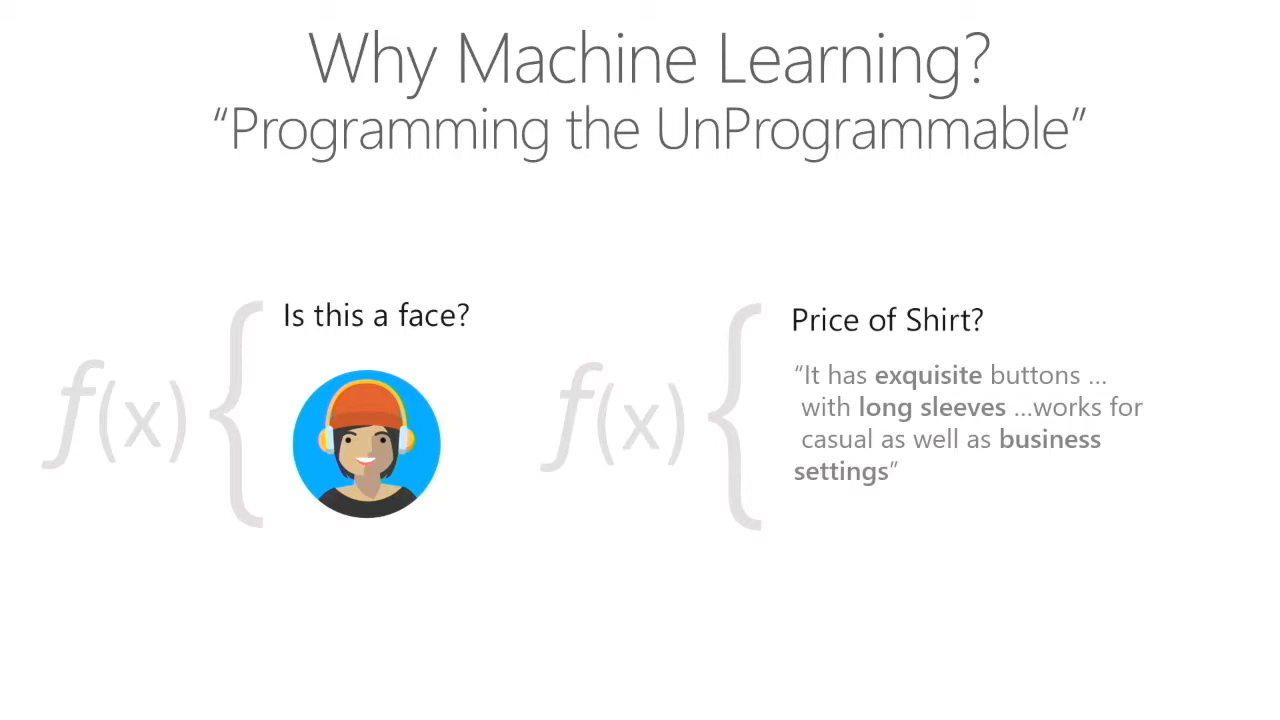 Why Machine Learning?
“Programming the UnProgrammable”
f(x)
{
Is this a face?
f(x)
{
Price of Shirt?
“It has exquisite buttons ...
with long sleeves ...works for
casual as well as business
settings”